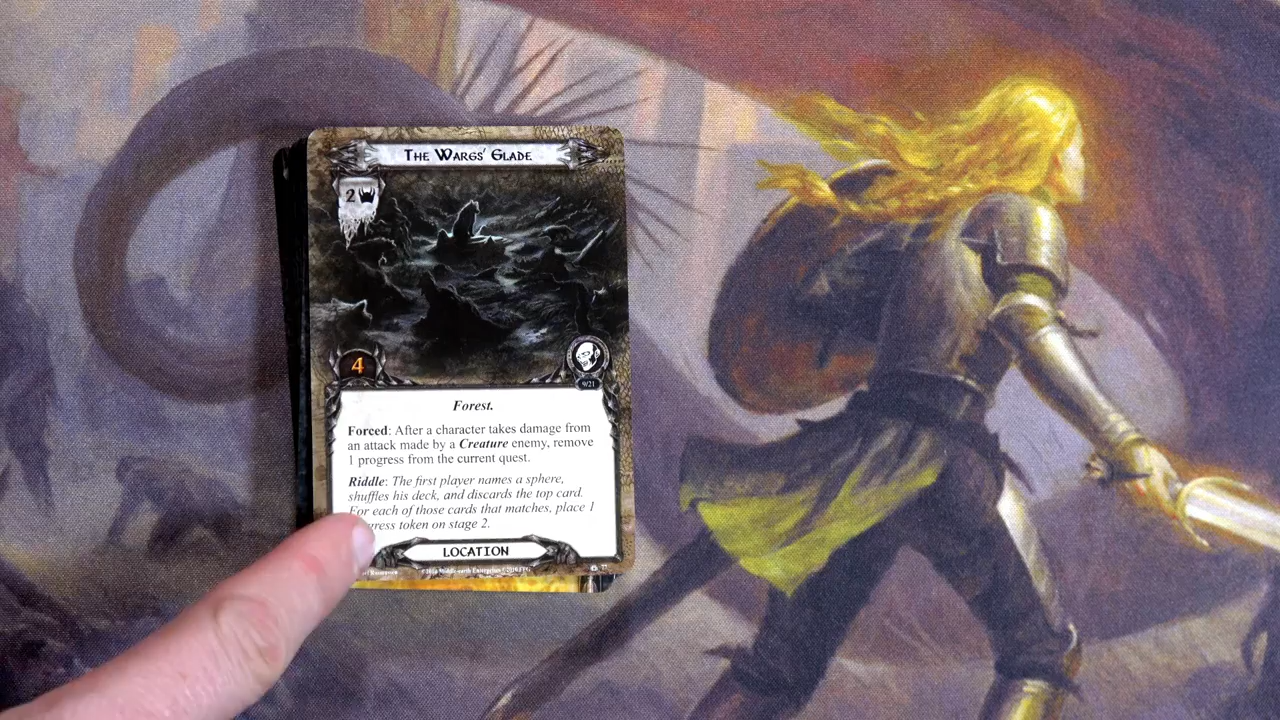 THE WARGS' GLADE
2
4
9/21
Forest.
Forced: After a character takes damage from
an attack made by a Creature enemy, remove
1 progress from the current quest.
Riddle: The first player names a sphere,
shuffles his deck, and discards the top card.
For each of those cards that matches, place 1
token on stage 2.
LOCATION